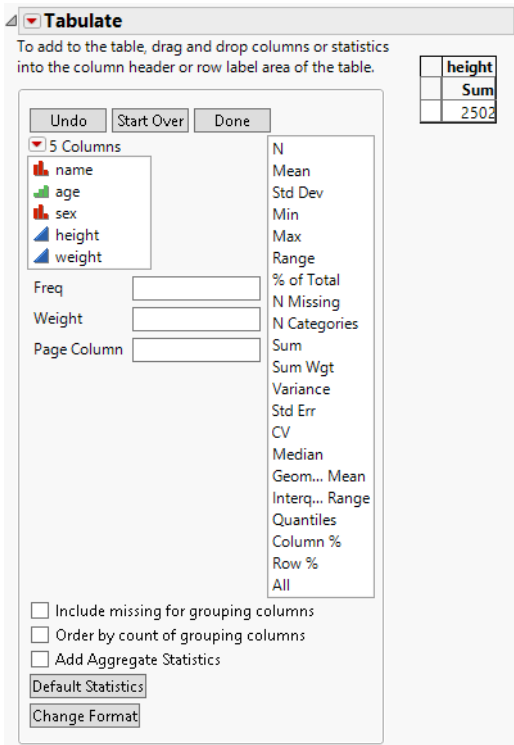 Tabulate
To add to the table, drag and drop columns or statistics
into the column header or row label area of the table.
height
Sum
2502
Undo
Start Over
Done
5 Columns
name
age
sex
height
weight
Freq
Weight
Page Column
N
Mean
Std Dev
Min
Max
Range
% of Total
N Missing
N Categories
Sum
Sum Wgt
Variance
Std Err
CV
Median
Geom... Mean
Interq... Range
Quantiles
Column %
Row %
All
Include missing for grouping columns
Order by count of grouping columns
Add Aggregate Statistics
Default Statistics
Change Format